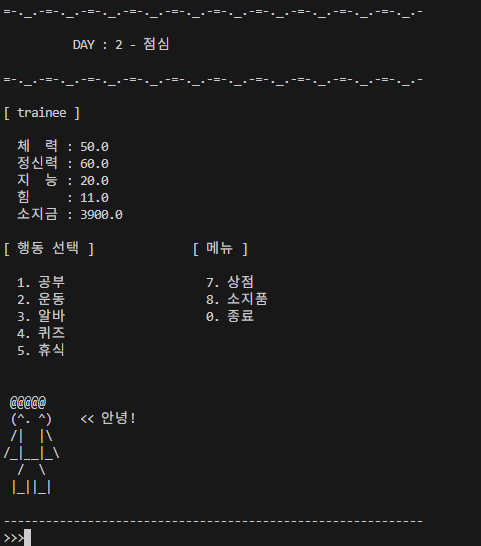 =-._.-=-._.-=-._.-=-._.-=-._.-=-._.-=-._.-=-._.-=-._.-=-._.-
DAY : 2 - 점심
=-._.-=-._.-=-._.-=-._.-=-._.-=-._.-=-._.-=-._.-=-._.-=-._.-
[ trainee ]
체  력 : 50.0
정신력 : 60.0
지  능 : 20.0
힘     : 11.0
소지금 : 3900.0
[ 행동 선택 ]              [ 메뉴 ]
1. 공부                    7. 상점
2. 운동                    8. 소지품
3. 알바                    0. 종료
4. 퀴즈
5. 휴식
 @@@@@
 (^. ^)    << 안녕!
 /|  |\
/_|__|_\
  /  \
 |_||_|
------------------------------------------------------------
>>>